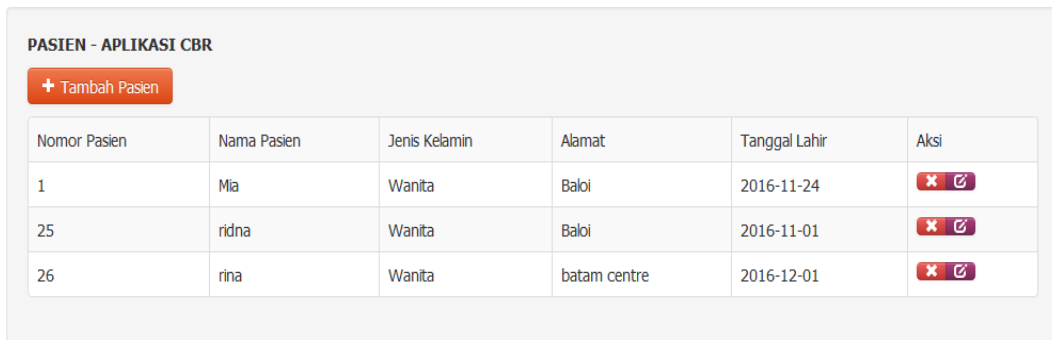 PASIEN - APLIKASI CBR
Tambah Pasien
Nomor Pasien Nama Pasien Jenis Kelamin Alamat Tanggal Lahir Aksi
1 Mia Wanita Baloi 2016-11-24
25 ridna Wanita Baloi 2016-11-01
26 rina Wanita batam centre 2016-12-01